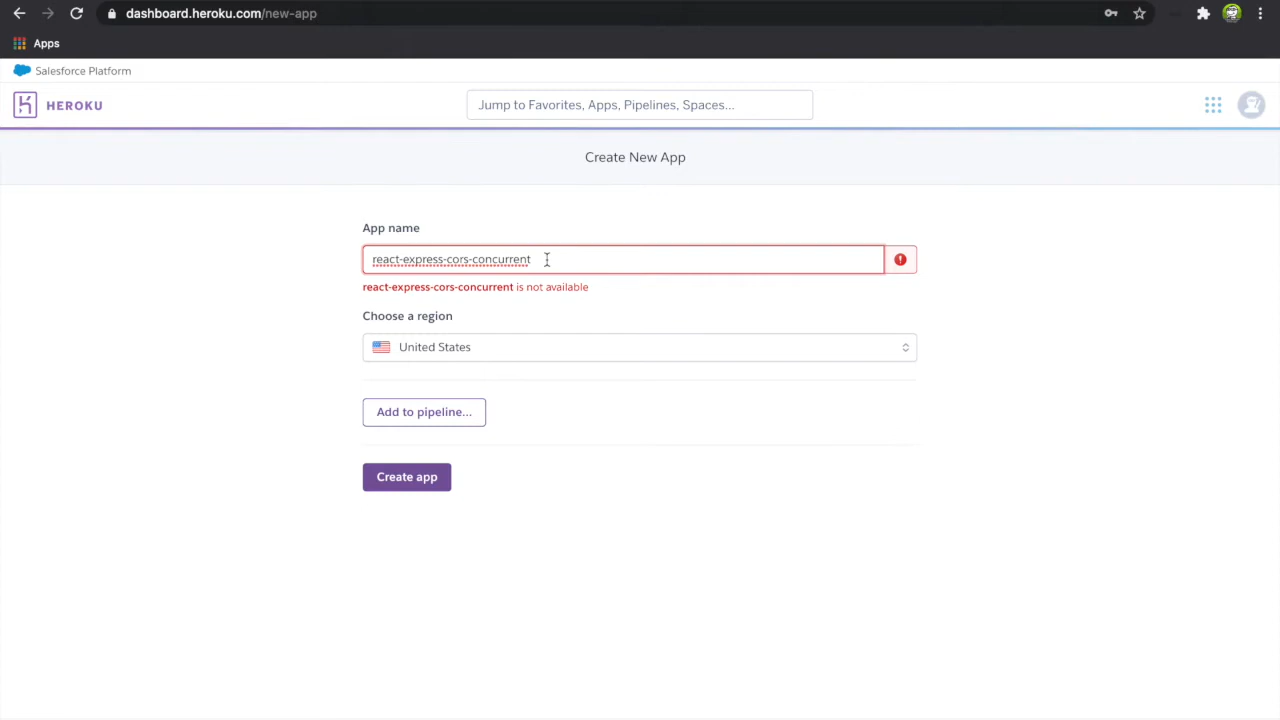 dashboard.heroku.com/new-app
Apps
Salesforce Platform
HEROKU
Jump to Favorites, Apps, Pipelines, Spaces...
Create New App
App name
react-express-cors-concurrent
react-express-cors-concurrent is not available
Choose a region
United States
Add to pipeline...
Create app